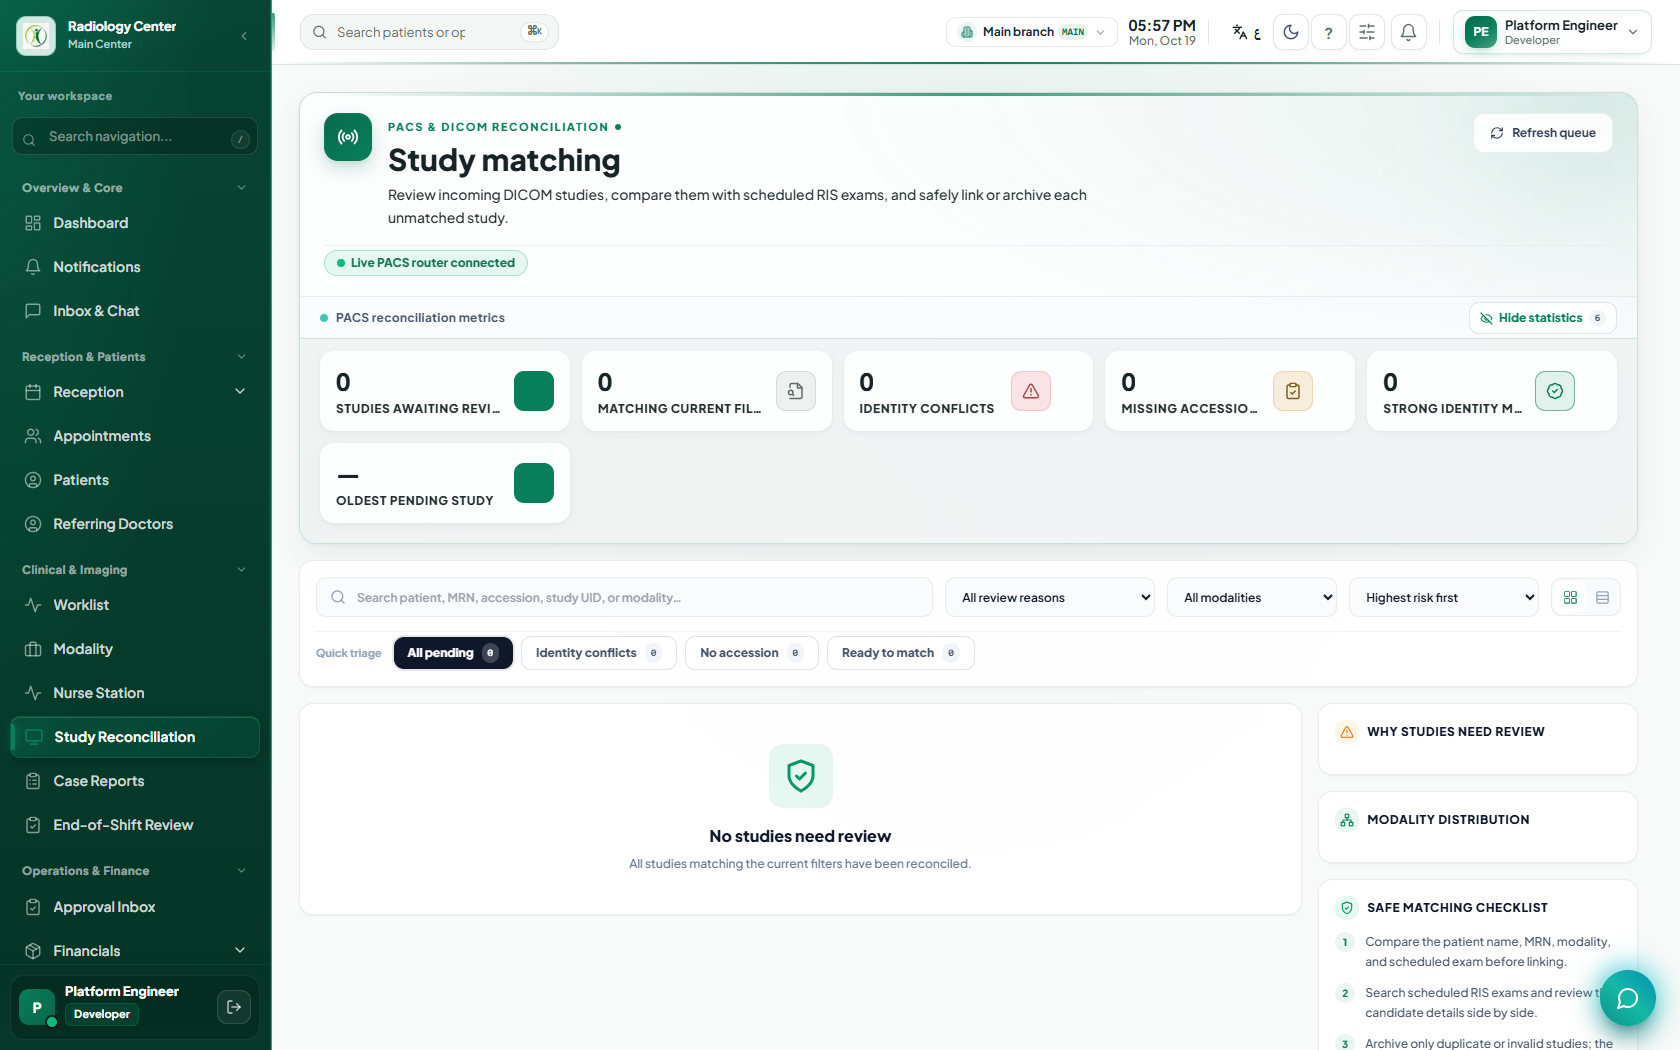 Radiology Center
Main Center
Your workspace
Search navigation...
/
Overview & Core
Dashboard
Notifications
Inbox & Chat
Reception & Patients
Reception
Appointments
Patients
Referring Doctors
Clinical & Imaging
Worklist
Modality
Nurse Station
Study Reconciliation
Case Reports
End-of-Shift Review
Operations & Finance
Approval Inbox
Financials
P
Platform Engineer
Developer
Search patients or op
⌘K
Main branch MAIN
05:57 PM
Mon, Oct 19
ع
?
PE
Platform Engineer
Developer
PACS & DICOM RECONCILIATION
Study matching
Review incoming DICOM studies, compare them with scheduled RIS exams, and safely link or archive each
unmatched study.
Refresh queue
Live PACS router connected
PACS reconciliation metrics
Hide statistics 6
0
STUDIES AWAITING REVI...
0
MATCHING CURRENT FIL...
0
IDENTITY CONFLICTS
0
MISSING ACCESSIO...
0
STRONG IDENTITY M...
—
OLDEST PENDING STUDY
Search patient, MRN, accession, study UID, or modality...
All review reasons
All modalities
Highest risk first
Quick triage
All pending 0
Identity conflicts 0
No accession 0
Ready to match 0
No studies need review
All studies matching the current filters have been reconciled.
WHY STUDIES NEED REVIEW
MODALITY DISTRIBUTION
SAFE MATCHING CHECKLIST
1 Compare the patient name, MRN, modality,
and scheduled exam before linking.
2 Search scheduled RIS exams and review
candidate details side by side.
3 Archive only duplicate or invalid studies; the